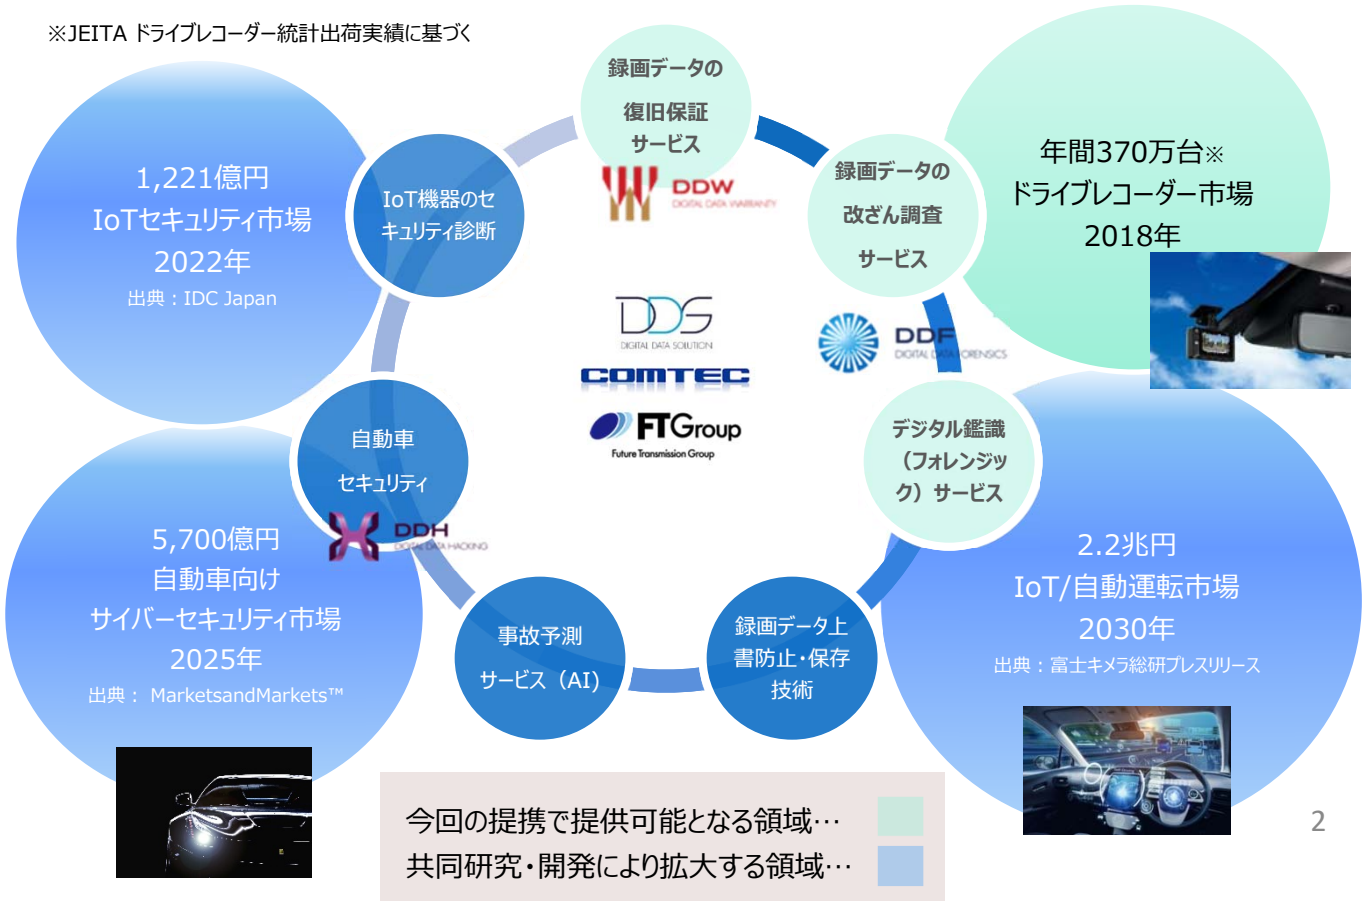 ※JEITA ドライブレコーダー統計出荷実績に基づく
1,221億円
IoTセキュリティ市場
2022年
出典：IDC Japan
IoT機器のセ
キュリティ診断
録画データの
復旧保証
サービス
DDW
DIGITAL DATA WARRANTY
録画データの
改ざん調査
サービス
年間370万台※
ドライブレコーダー市場
2018年
DDS
DIGITAL DATA SOLUTION
COMTEC
FTGroup
Future Transmission Group
DDF
DIGITAL DATA FORENSICS
デジタル鑑識
（フォレンジッ
ク）サービス
自動車
セキュリティ
DDH
DIGITAL DATA HACKING
5,700億円
自動車向け
サイバーセキュリティ市場
2025年
出典： MarketsandMarkets™
事故予測
サービス（AI)
録画データ上
書防止・保存
技術
2.2兆円
IoT/自動運転市場
2030年
出典：富士キメラ総研プレスリリース
今回の提携で提供可能となる領域…
共同研究・開発により拡大する領域…
2